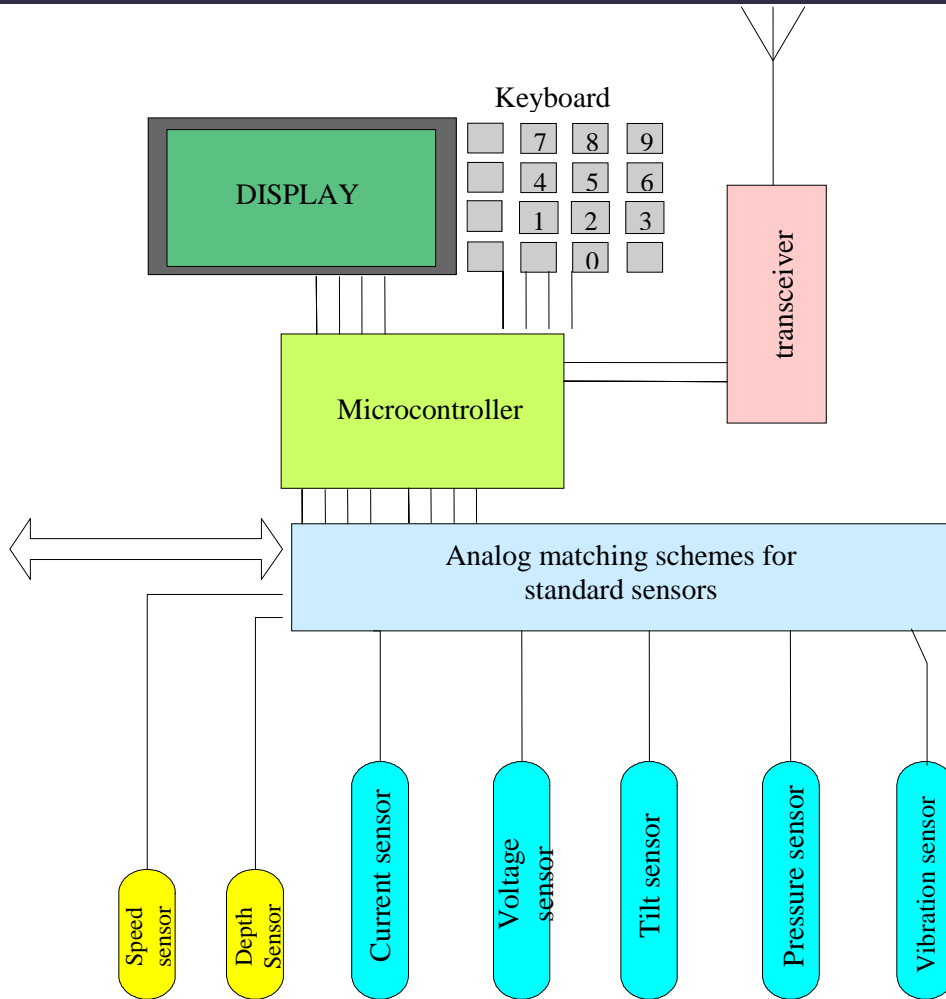 Keyboard
7 8 9
DISPLAY
4 5 6
1 2 3
0
transceiver
Microcontroller
Analog matching schemes for
standard sensors
Speed
sensor
Depth
Sensor
Current sensor
Voltage
sensor
Tilt sensor
Pressure sensor
Vibration sensor